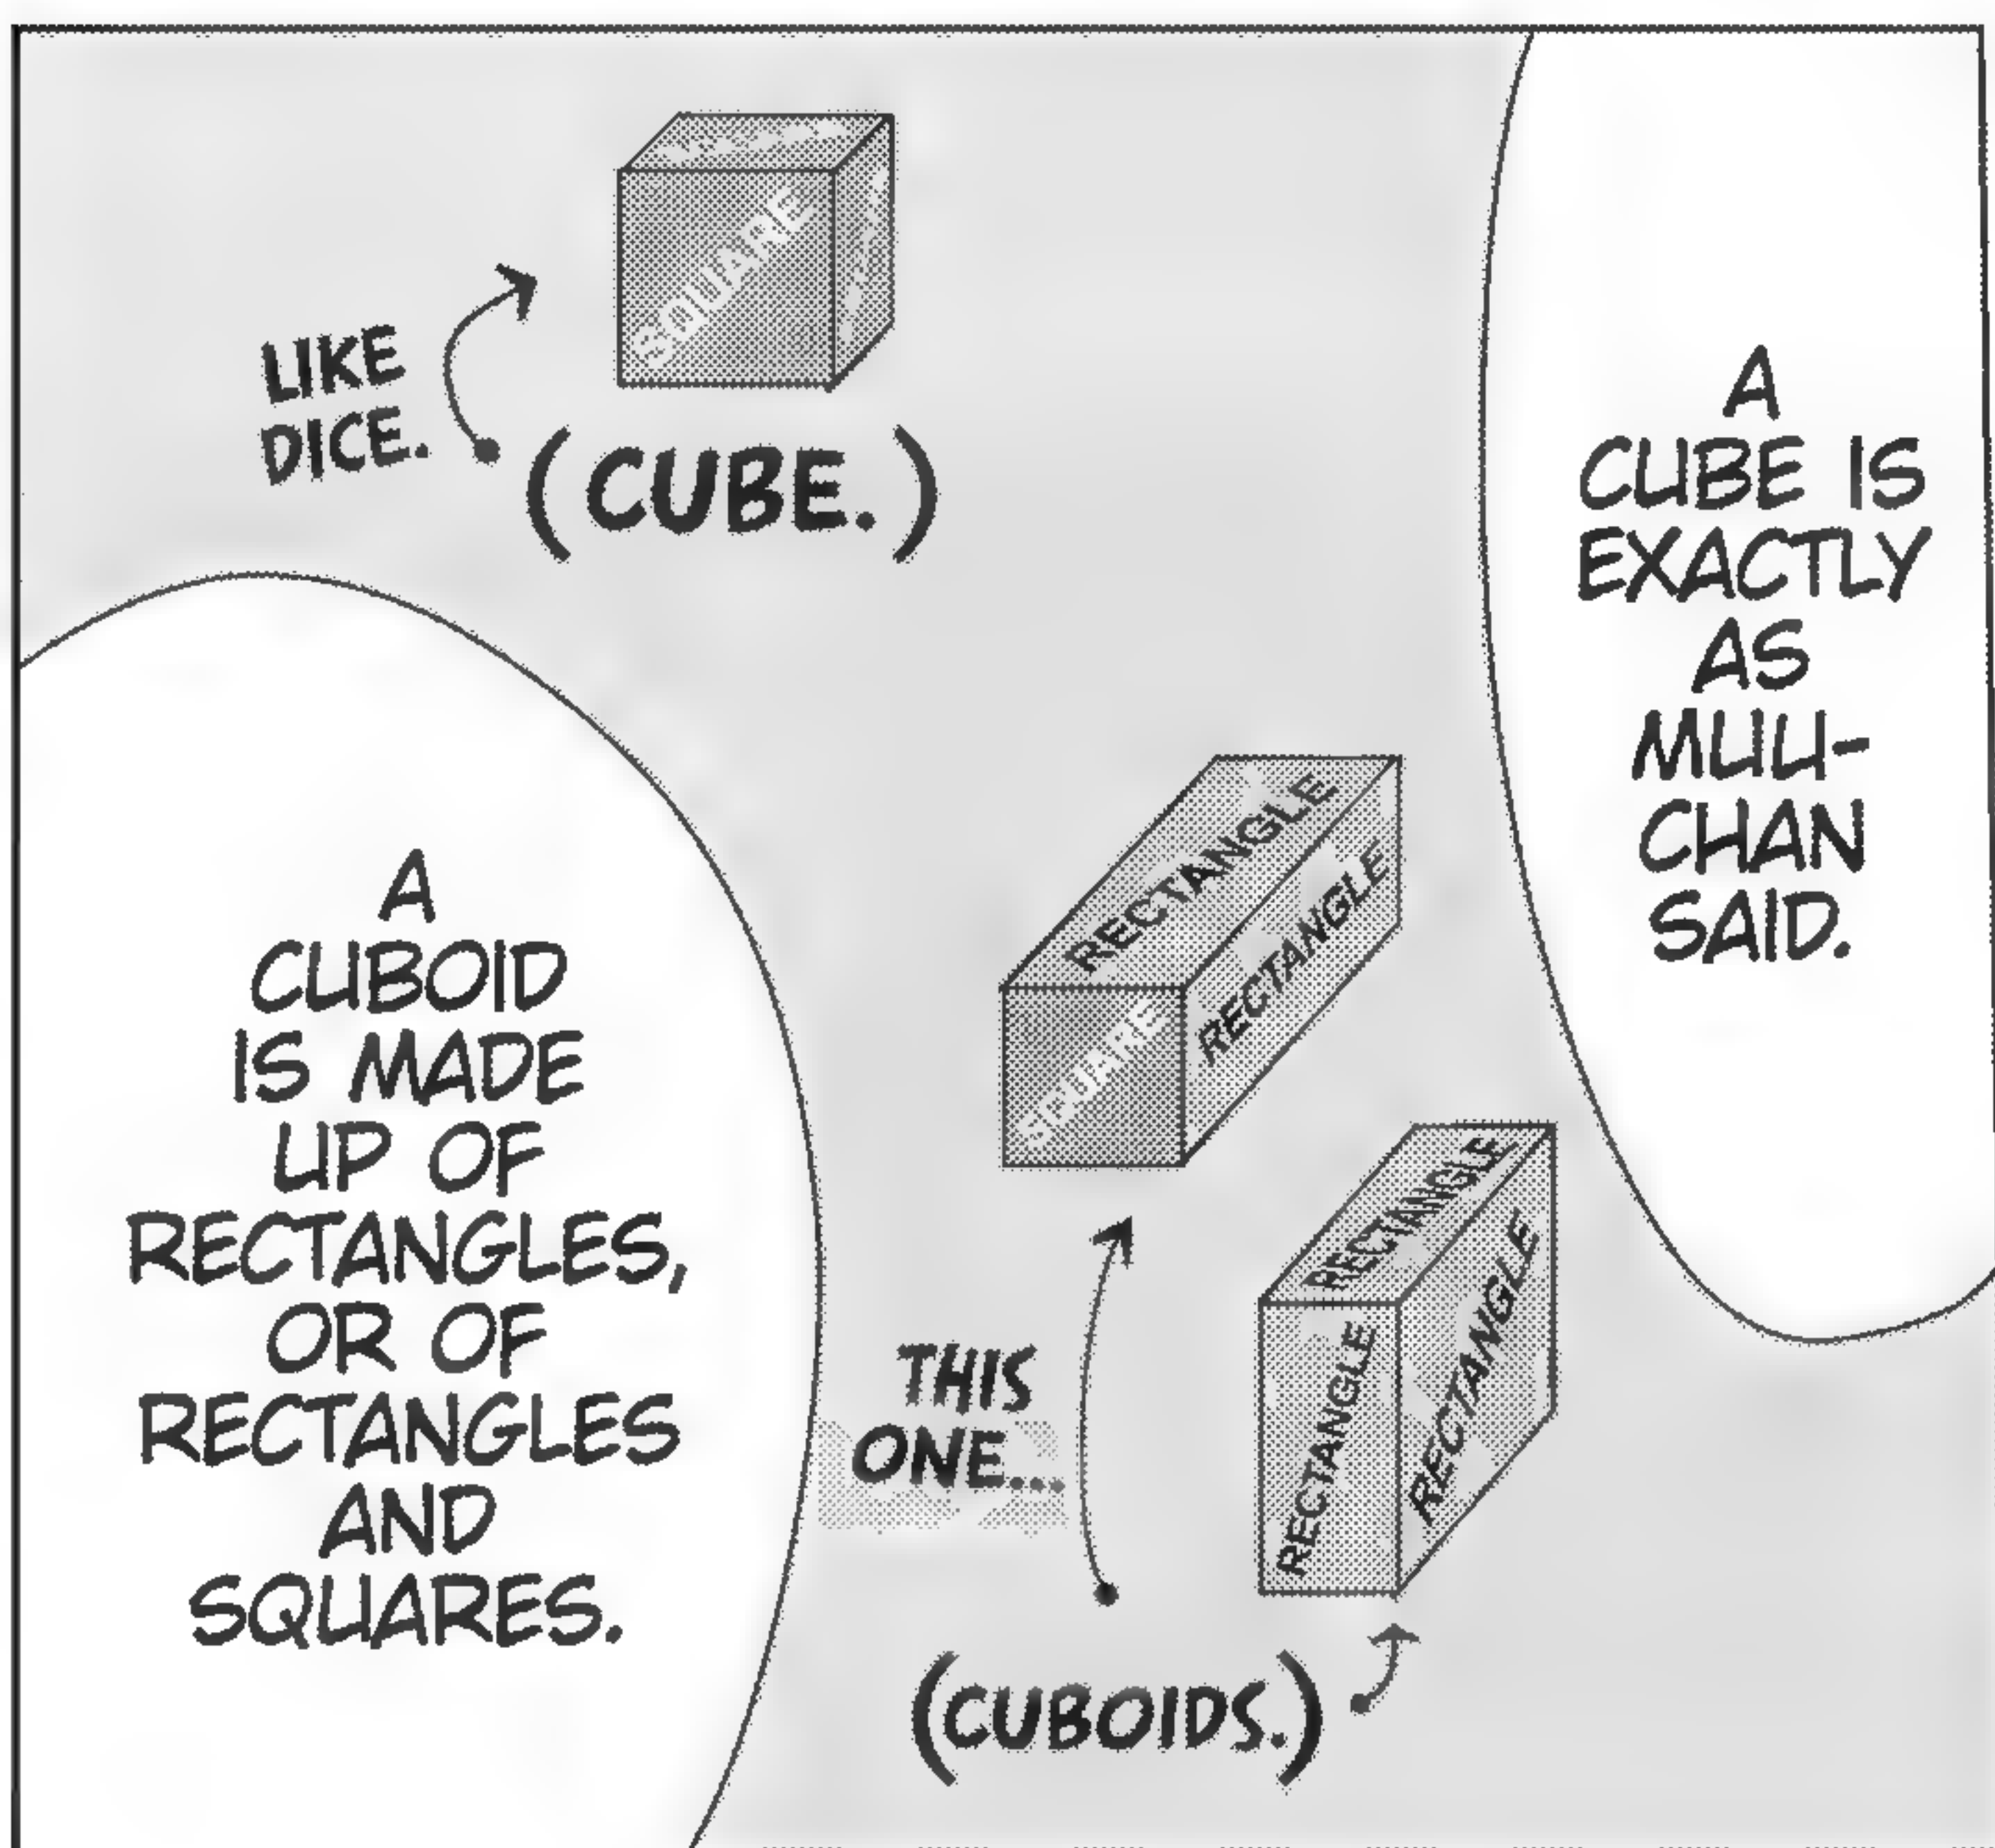 A
CUBE IS
EXACTLY
AS
MUU-
CHAN
SAID.
SQUARE
LIKE
DICE.
(CUBE.)
RECTANGLE
RECTANGLE
SQUARE
RECTANGLE
RECTANGLE
RECTANGLE
THIS
ONE...
(CUBOIDS.)
A
CUBOID
IS MADE
UP OF
RECTANGLES,
OR OF
RECTANGLES
AND
SQUARES.